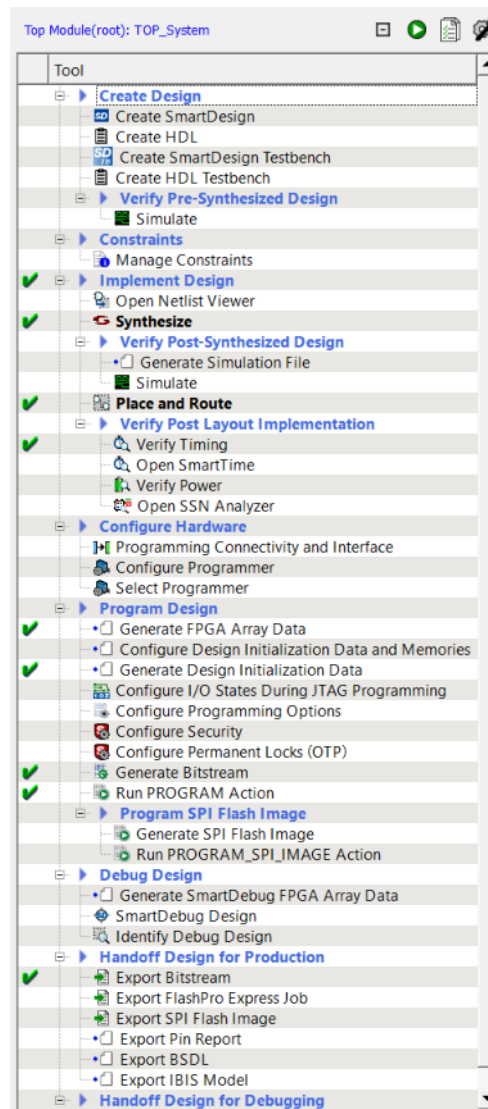 Top Module(root): TOP_System
Tool
Create Design
SD Create SmartDesign
Create HDL
SD Create SmartDesign Testbench
Create HDL Testbench
Verify Pre-Synthesized Design
Simulate
Constraints
Manage Constraints
Implement Design
Open Netlist Viewer
Synthesize
Verify Post-Synthesized Design
Generate Simulation File
Simulate
Place and Route
Verify Post Layout Implementation
Verify Timing
Open SmartTime
Verify Power
Open SSN Analyzer
Configure Hardware
Programming Connectivity and Interface
Configure Programmer
Select Programmer
Program Design
Generate FPGA Array Data
Configure Design Initialization Data and Memories
Generate Design Initialization Data
Configure I/O States During JTAG Programming
Configure Programming Options
Configure Security
Configure Permanent Locks (OTP)
Generate Bitstream
Run PROGRAM Action
Program SPI Flash Image
Generate SPI Flash Image
Run PROGRAM_SPI_IMAGE Action
Debug Design
Generate SmartDebug FPGA Array Data
SmartDebug Design
Identify Debug Design
Handoff Design for Production
Export Bitstream
Export FlashPro Express Job
Export SPI Flash Image
Export Pin Report
Export BSDL
Export IBIS Model
Handoff Design for Debugging